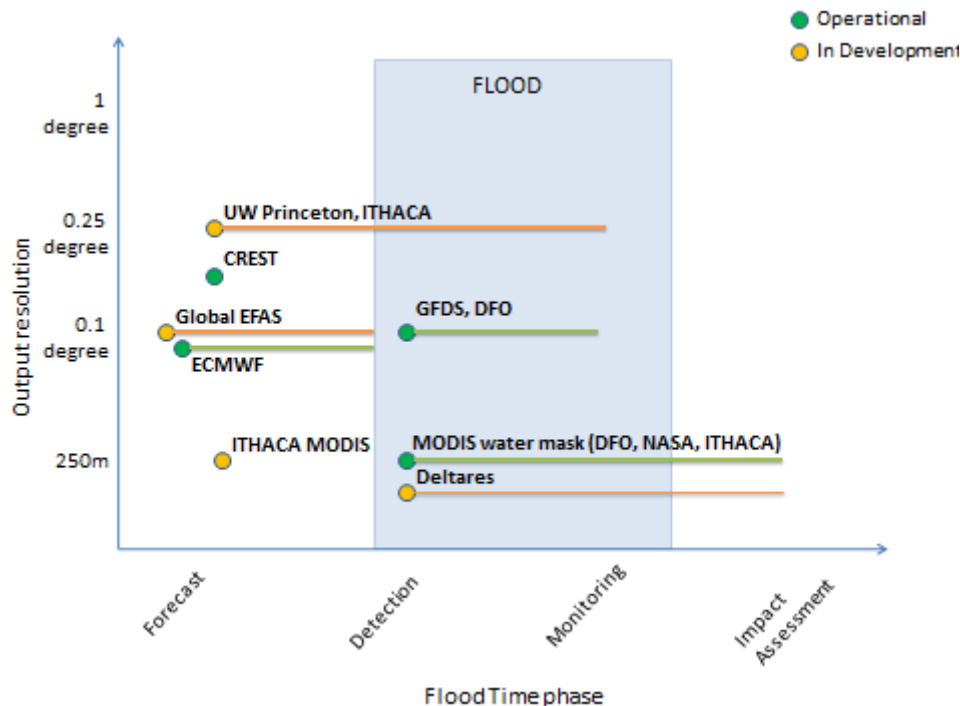 Operational
In Development
FLOOD
1
degree
UW Princeton, ITHACA
0.25
degree
CREST
Global EFAS
GFDS, DFO
0.1
degree
ECMWF
ITHACA MODIS
MODIS water mask (DFO, NASA, ITHACA)
250m
Deltares
Output resolution
Forecast
Detection
Monitoring
Impact
Assessment
Flood Time phase